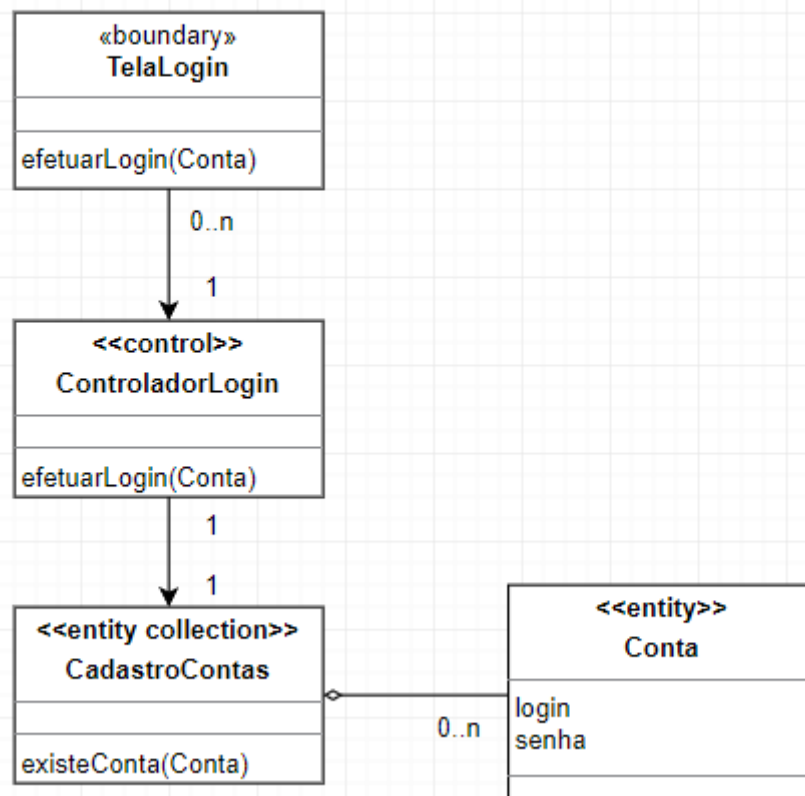 «boundary»
TelaLogin
efetuarLogin(Conta)
0..n
1
<<control>>
ControladorLogin
efetuarLogin(Conta)
1
1
<<entity collection>>
CadastroContas
existeConta(Conta)
0..n
<<entity>>
Conta
login
senha